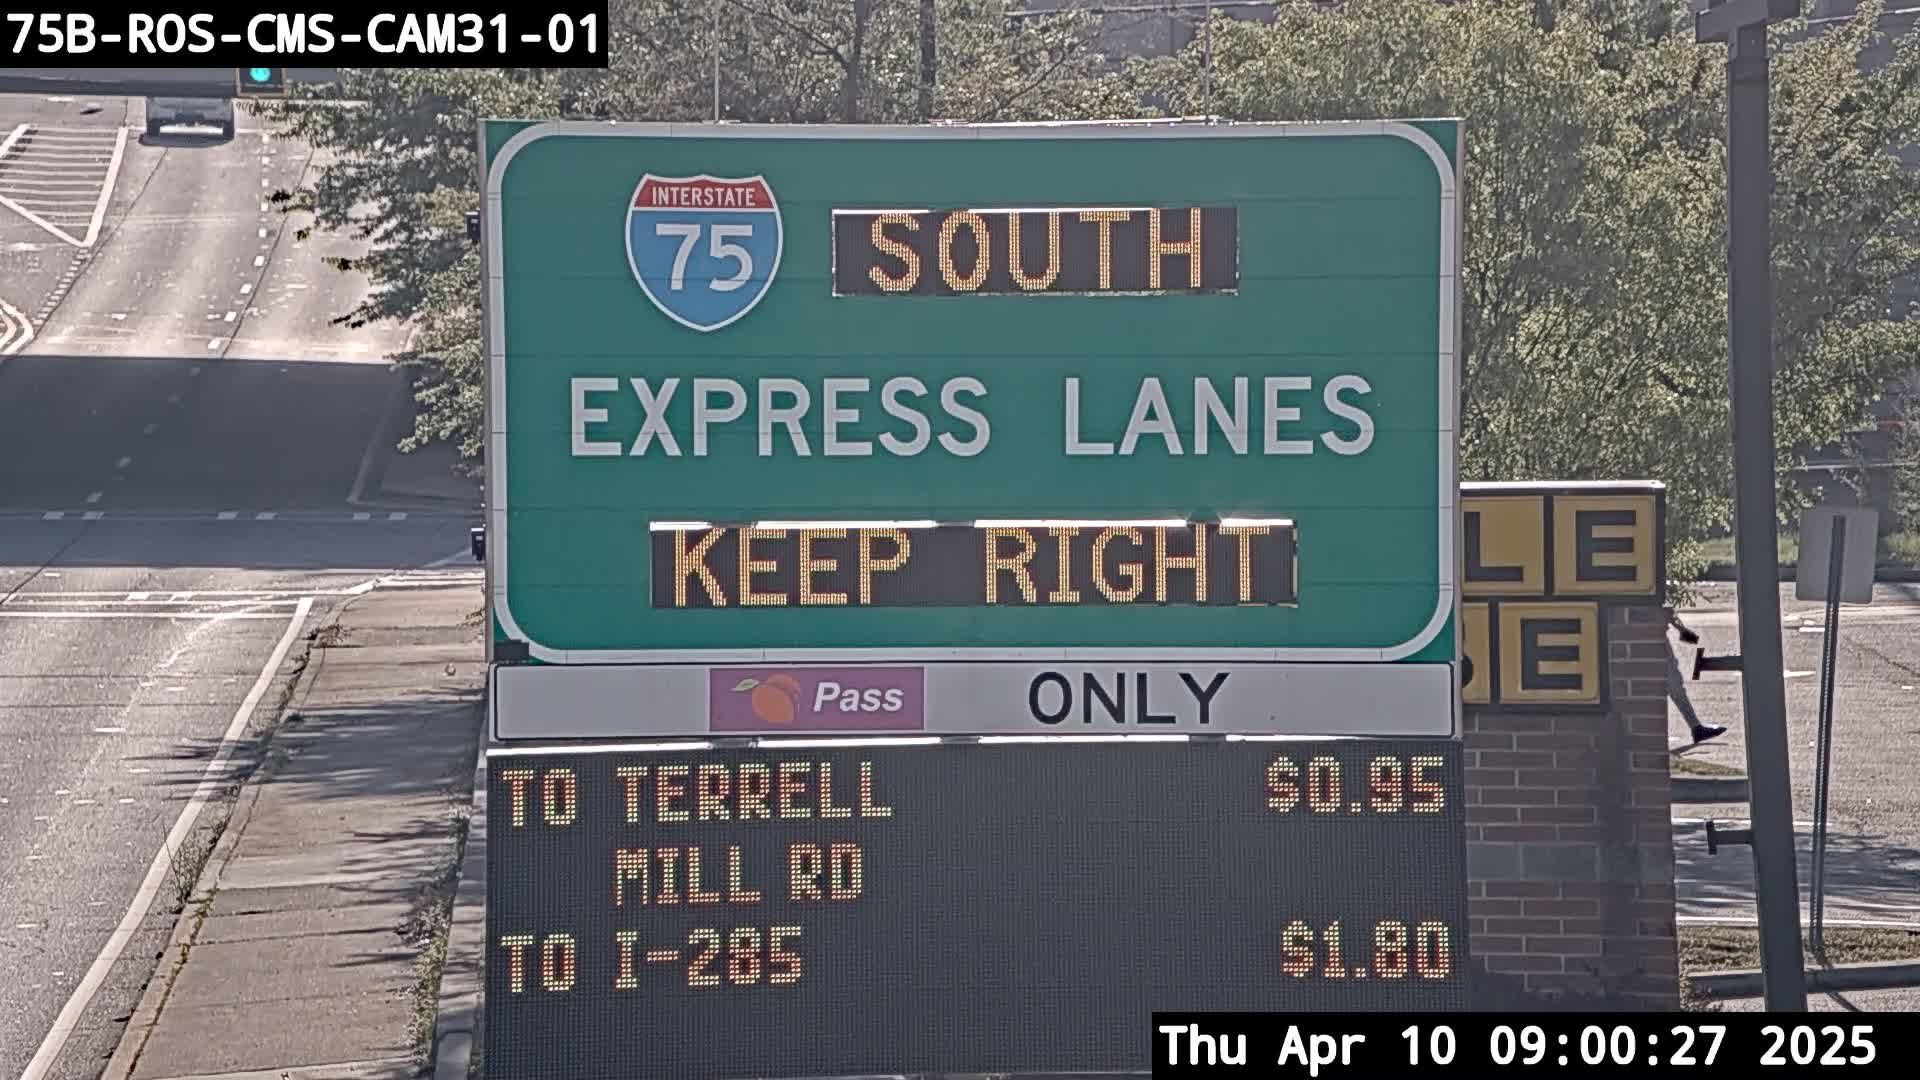 75B-ROS-CMS-CAM31-01
INTERSTATE
75
SOUTH
EXPRESS LANES
KEEP RIGHT
Pass ONLY
TO TERRELL $0.95
MILL RD
TO I-285 $1.80
LE
E
Thu Apr 10 09:00:27 2025